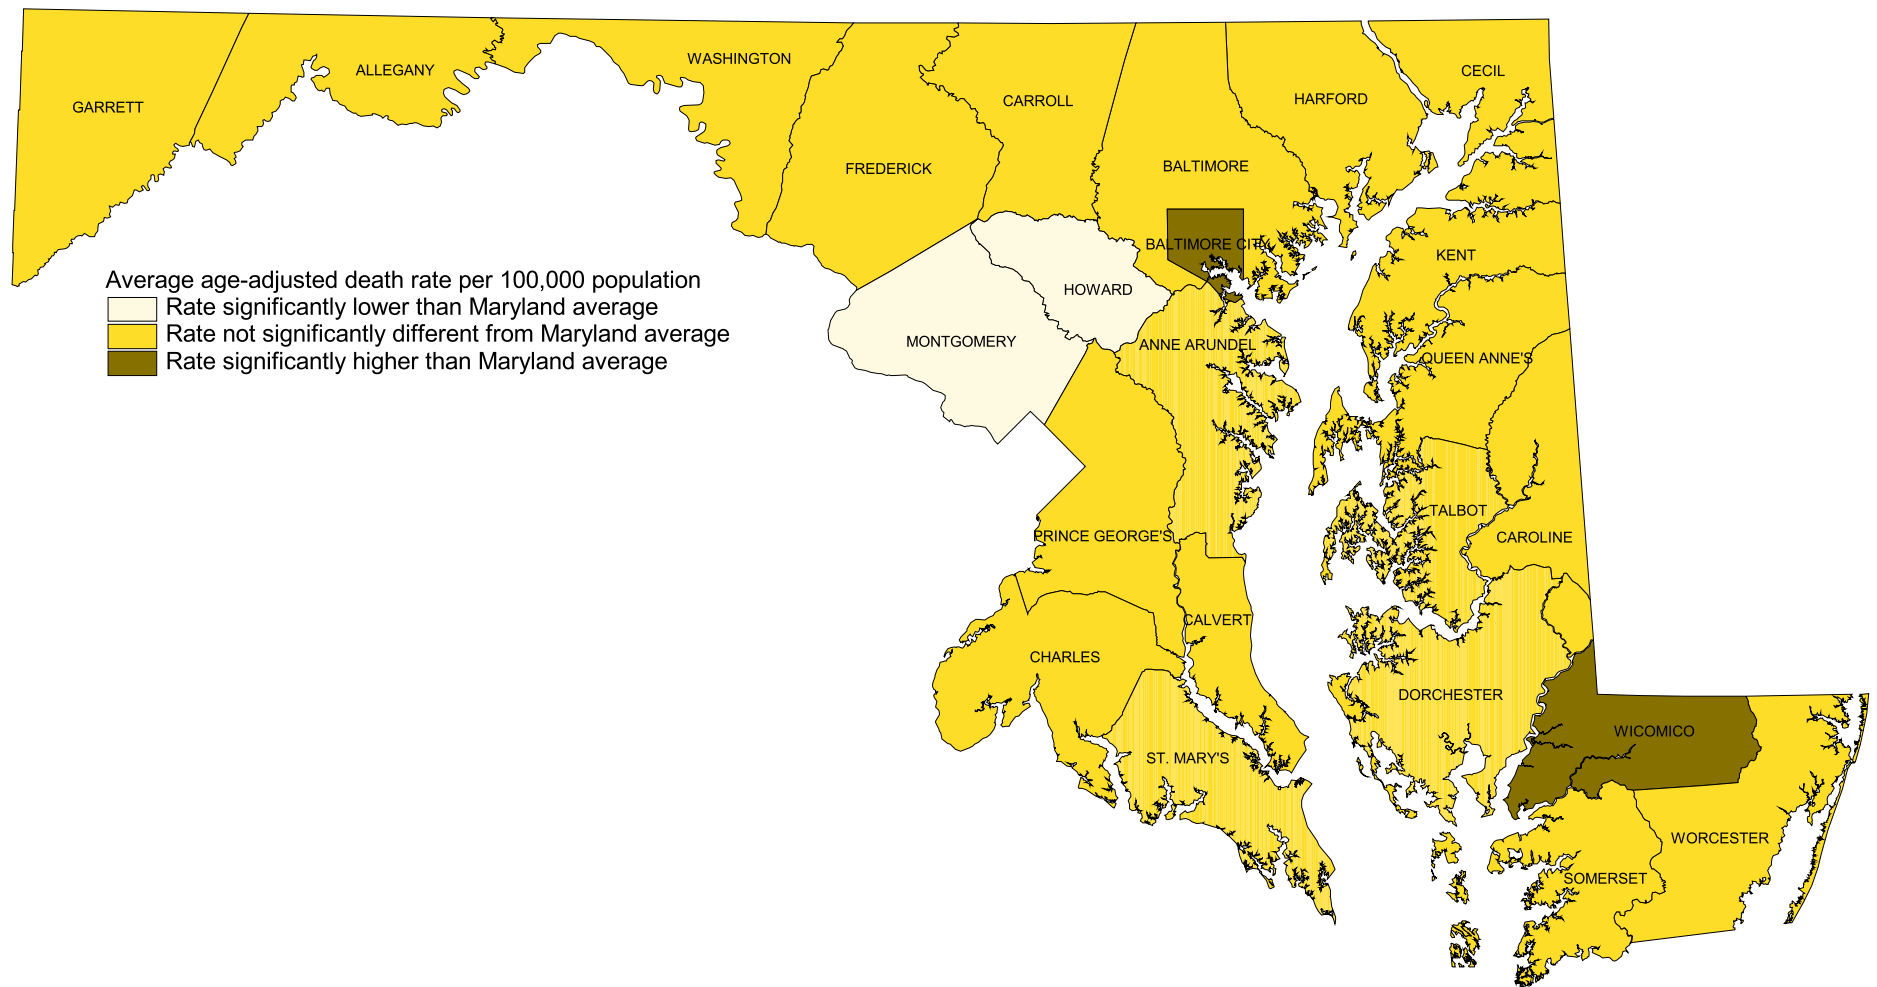 WASHINGTON
ALLEGANY
CECIL
GARRETT
CARROLL
HARFORD
FREDERICK
BALTIMORE
BALTIMORE CITY
KENT
Average age-adjusted death rate per 100,000 population
Rate significantly lower than Maryland average
Rate not significantly different from Maryland average
Rate significantly higher than Maryland average
HOWARD
MONTGOMERY
ANNE ARUNDEL
QUEEN ANNE'S
TALBOT
PRINCE GEORGE'S
CAROLINE
CALVERT
CHARLES
DORCHESTER
WICOMICO
ST. MARY'S
WORCESTER
SOMERSET